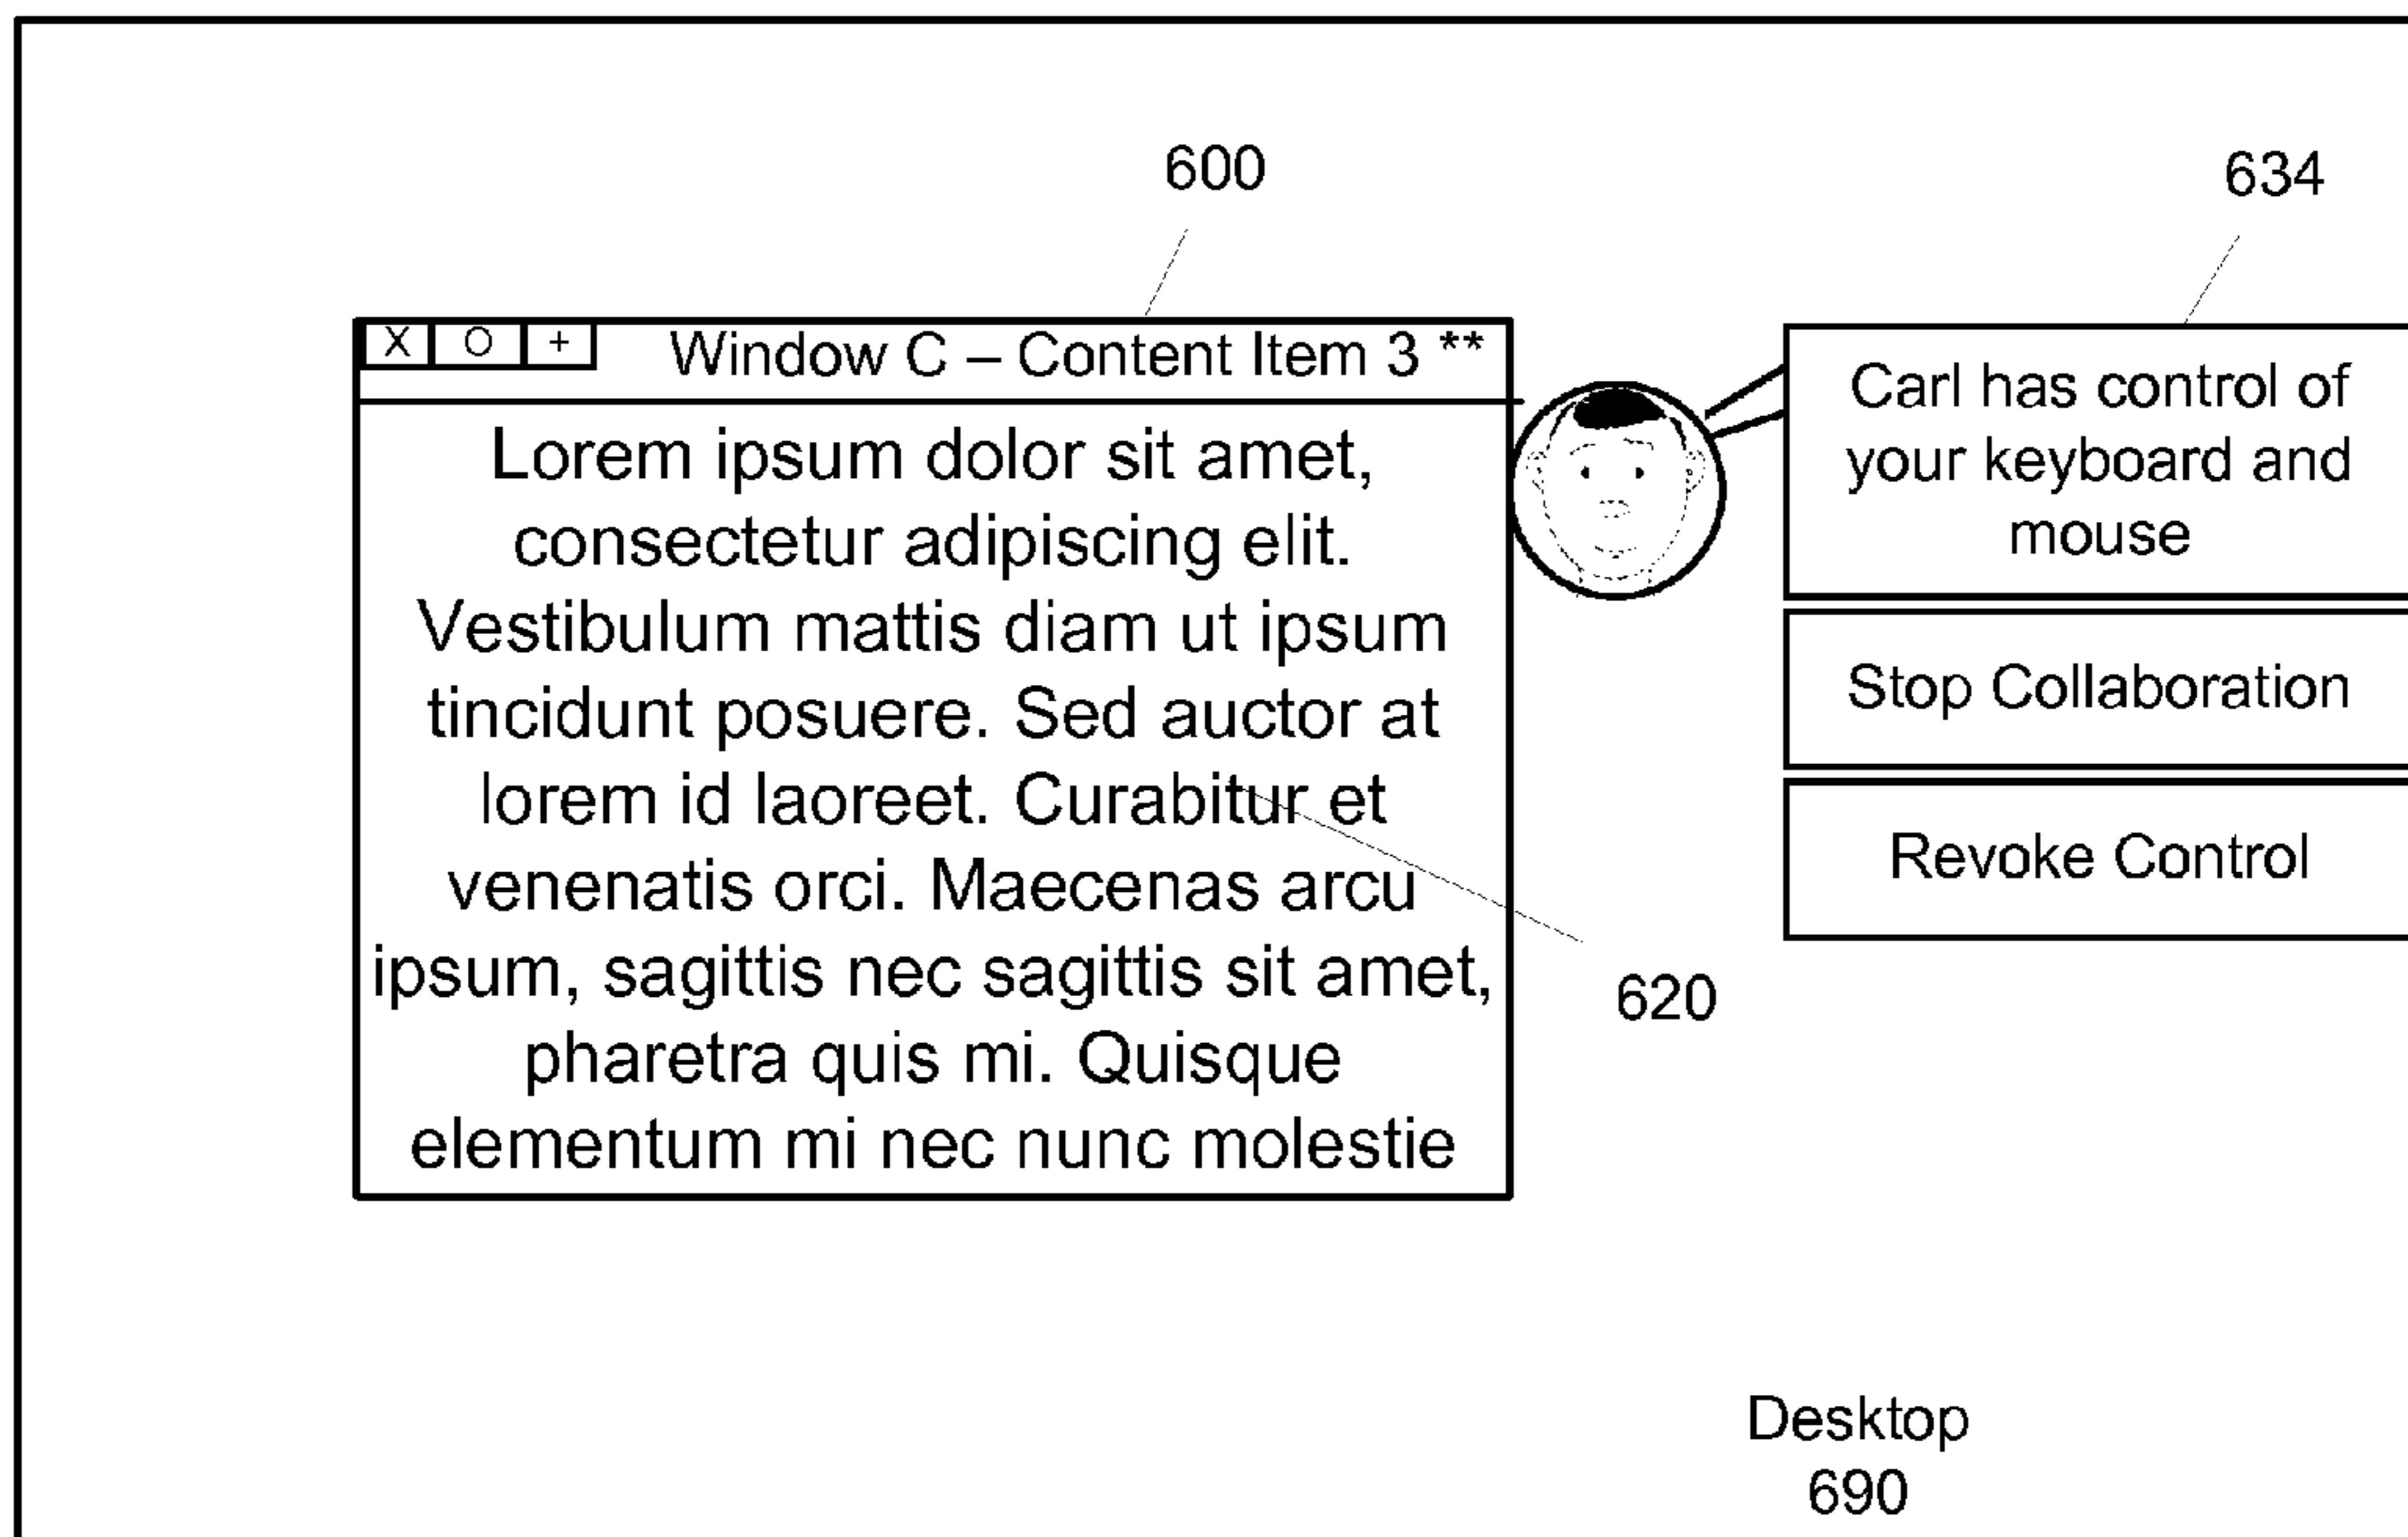 600
634
X O + Window C – Content Item 3 **
Lorem ipsum dolor sit amet,
consectetur adipiscing elit.
Vestibulum mattis diam ut ipsum
tincidunt posuere. Sed auctor at
lorem id laoreet. Curabitur et
venenatis orci. Maecenas arcu
ipsum, sagittis nec sagittis sit amet,
pharetra quis mi. Quisque
elementum mi nec nunc molestie
Carl has control of
your keyboard and
mouse
Stop Collaboration
Revoke Control
620
Desktop
690